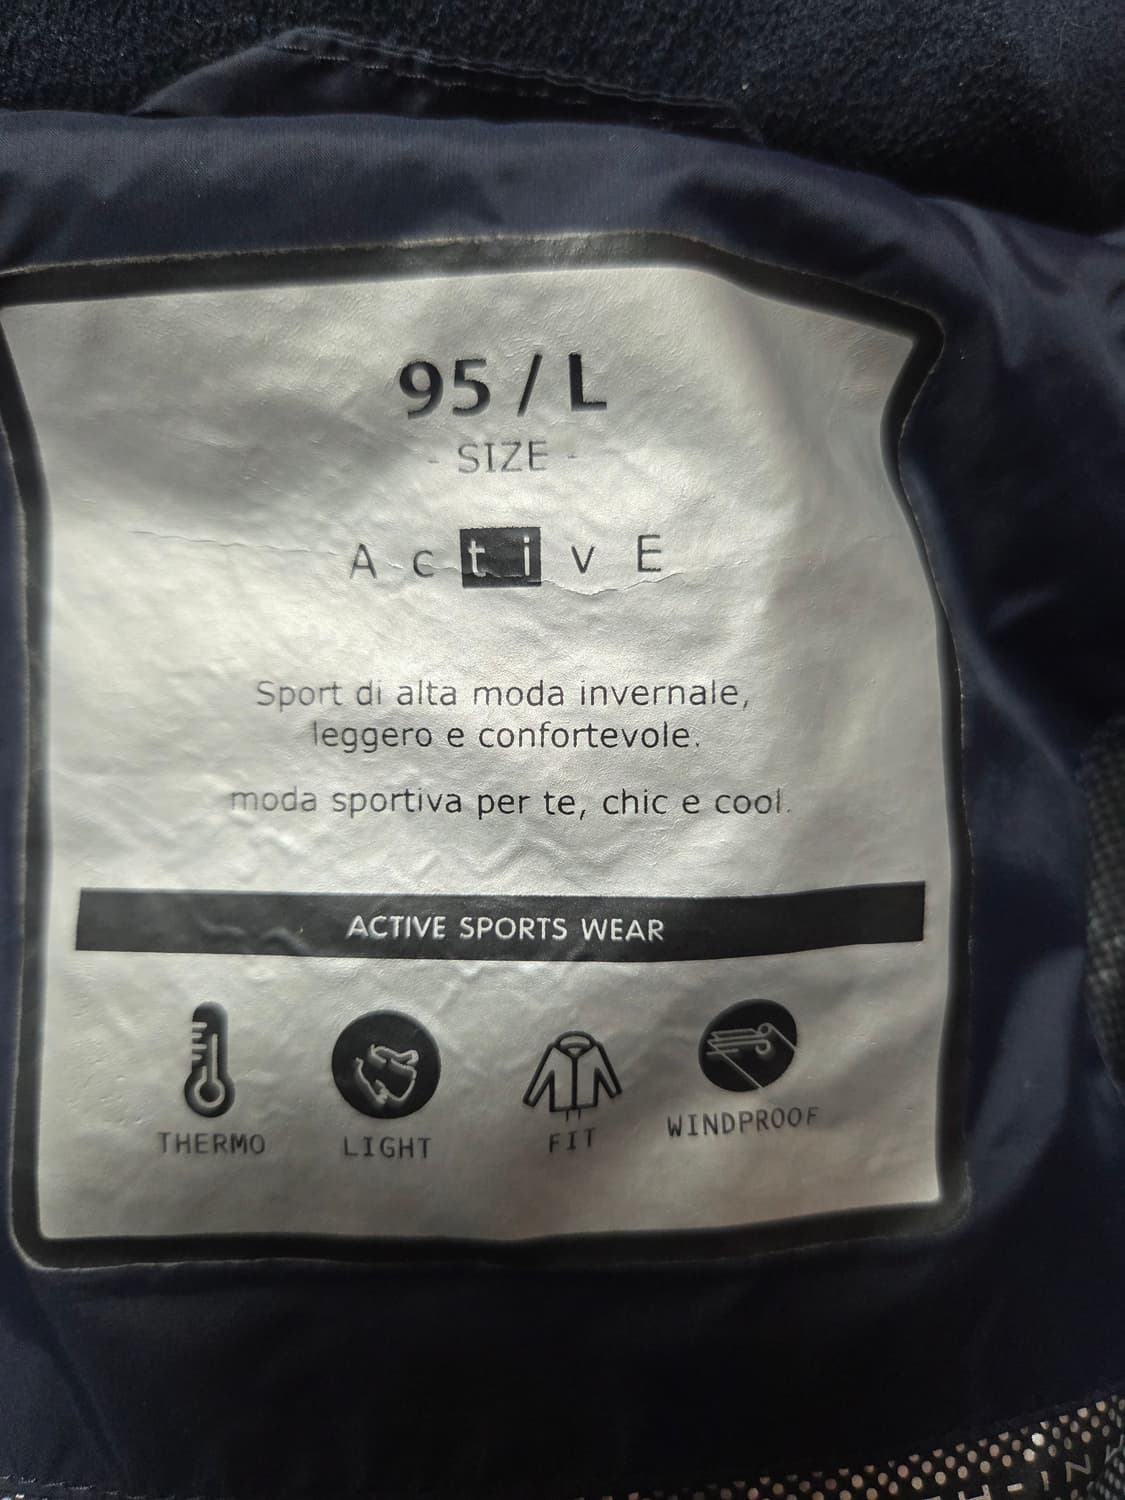 95 / L
- SIZE -
A c t i v E
Sport di alta moda invernale,
leggero e confortevole.
moda sportiva per te, chic e cool.
ACTIVE SPORTS WEAR
THERMO LIGHT FIT WINDPROOF